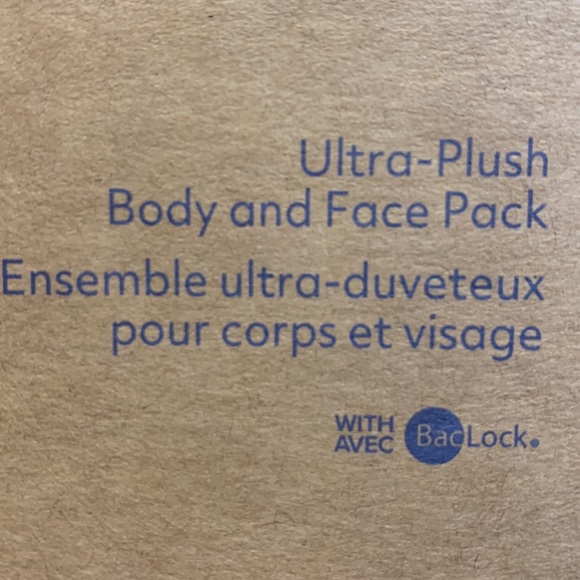 Ultra-Plush
Body and Face Pack
Ensemble ultra-duveteux
pour corps et visage
WITH
AVEC
BacLock®